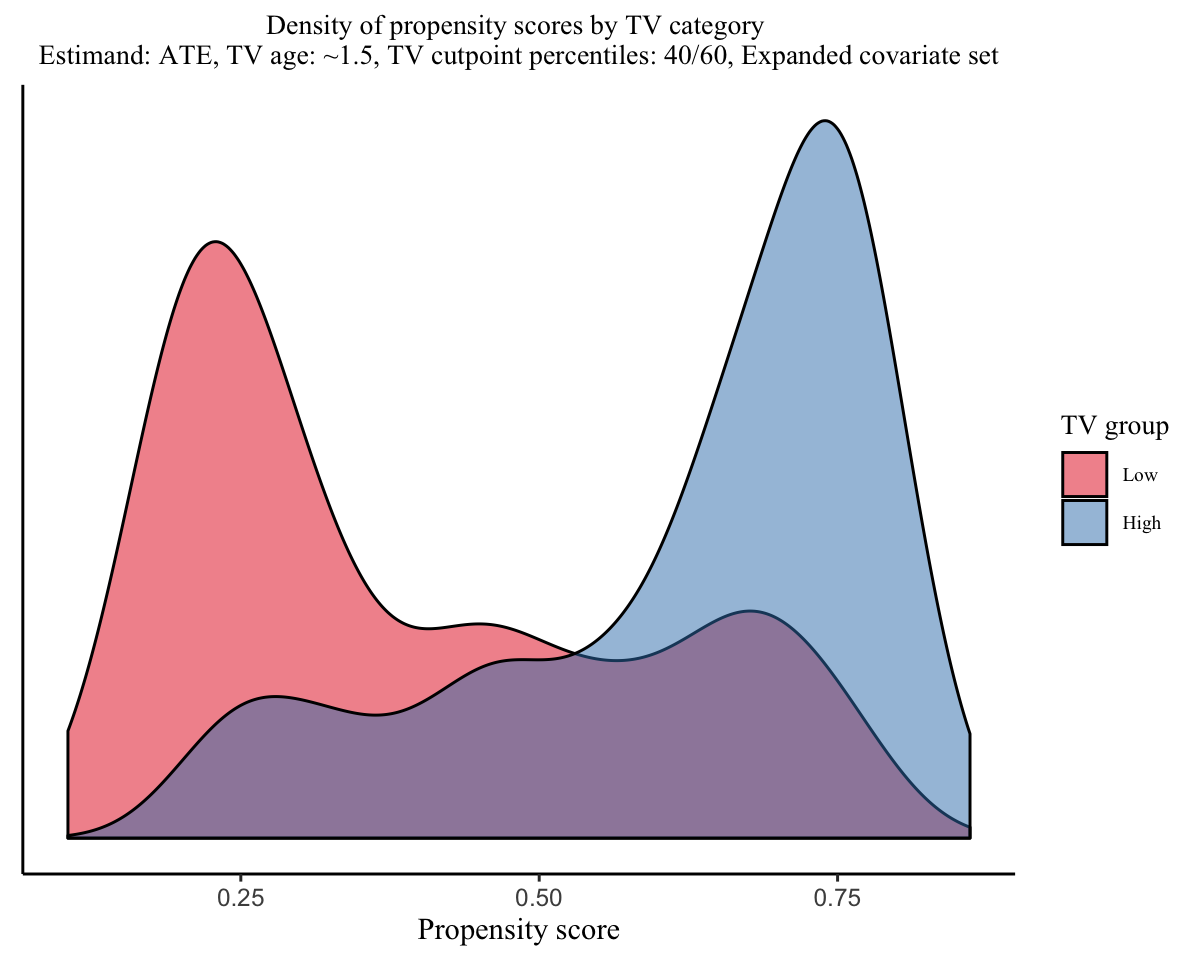 Density of propensity scores by TV category
Estimand: ATE, TV age: ~1.5, TV cutpoint percentiles: 40/60, Expanded covariate set
TV group
Low
High
0.25 0.50 0.75
Propensity score